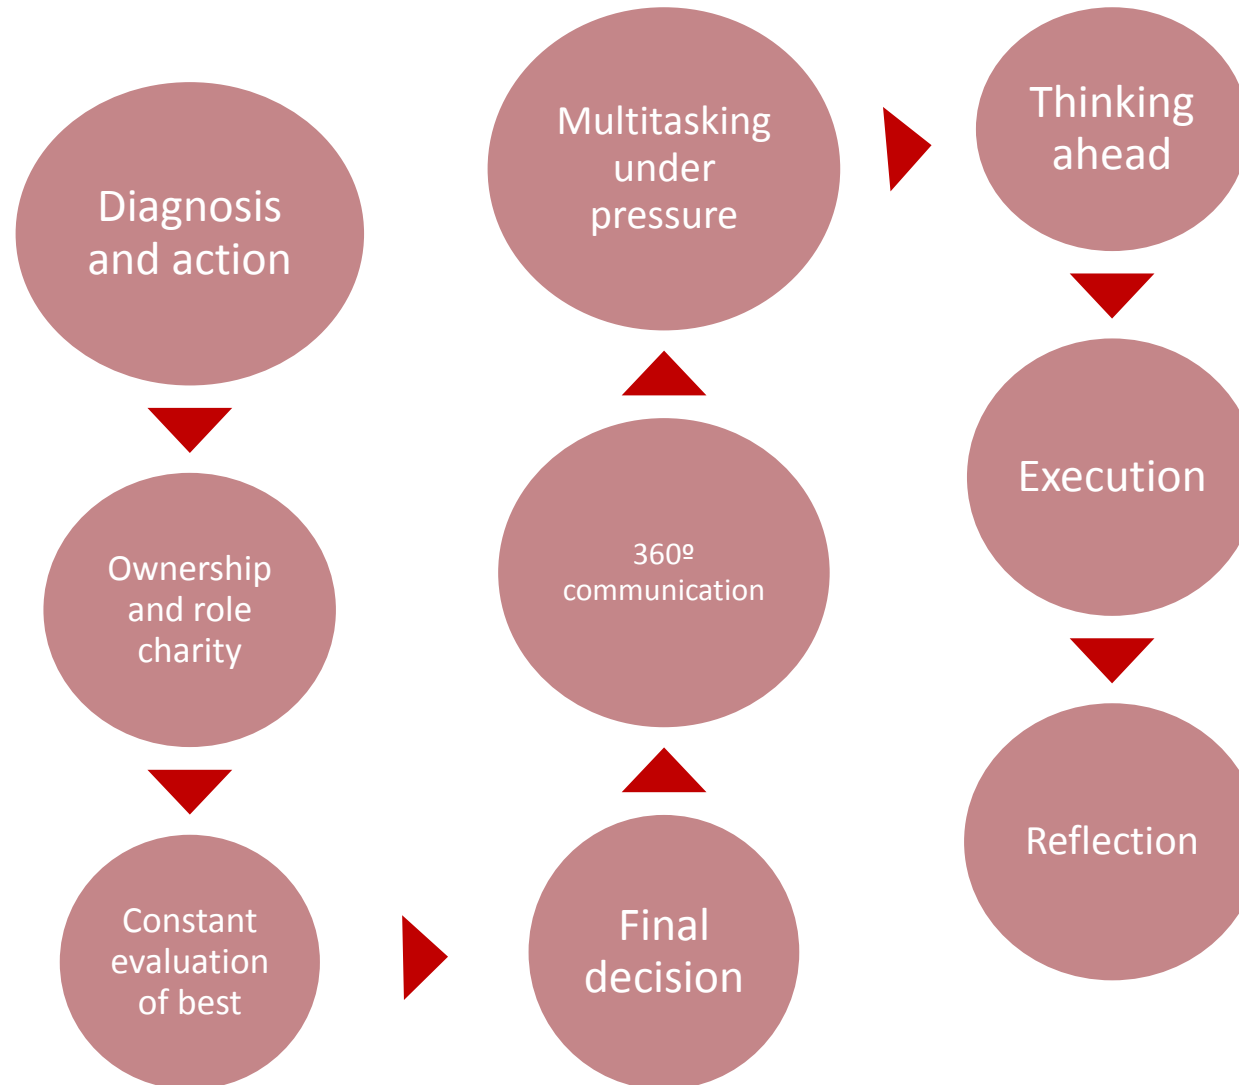 Diagnosis
and action
Ownership
and role
charity
Constant
evaluation
of best
Final
decision
360º
communication
Multitasking
under
pressure
Thinking
ahead
Execution
Reflection